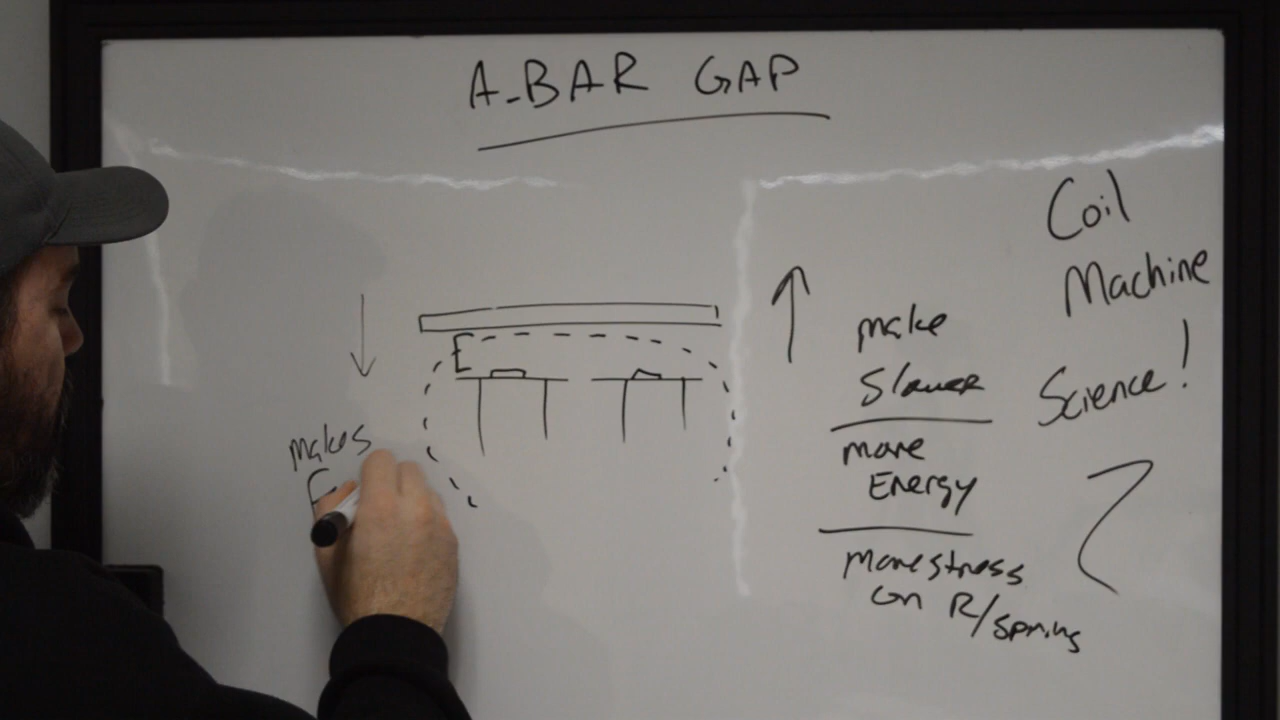 A-BAR GAP
makes
F
make
Slower
more
Energy
more stress
on R/spring
Coil
Machine
Science!